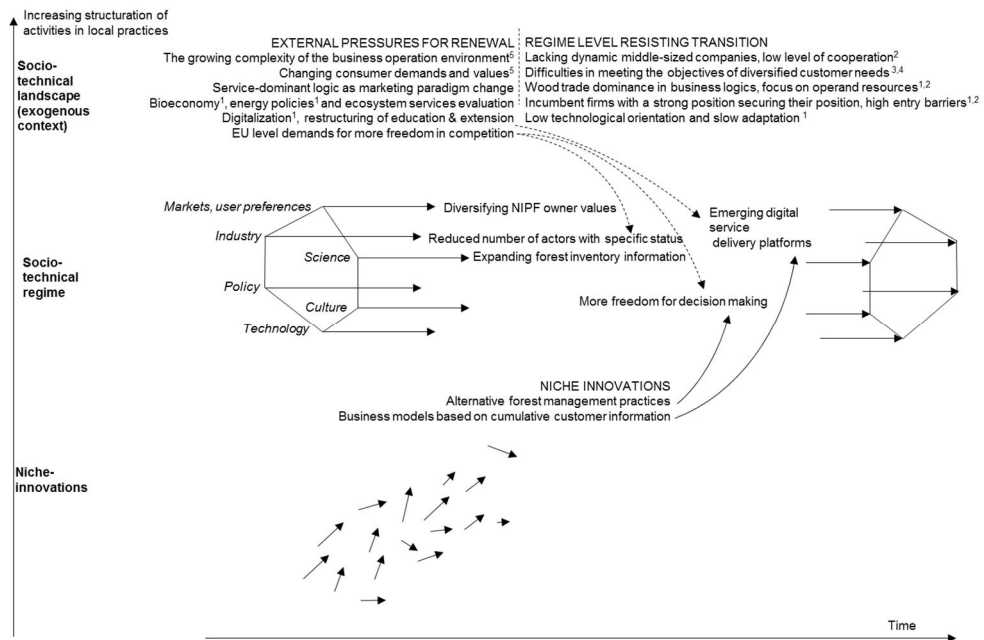 Increasing structuration of
activities in local practices
Socio-
technical
landscape
(exogenous
context)
EXTERNAL PRESSURES FOR RENEWAL
The growing complexity of the business operation environment⁵
Changing consumer demands and values⁵
Service-dominant logic as marketing paradigm change
Bioeconomy¹, energy policies¹ and ecosystem services evaluation
Digitalization¹, restructuring of education & extension
EU level demands for more freedom in competition
REGIME LEVEL RESISTING TRANSITION
Lacking dynamic middle-sized companies, low level of cooperation²
Difficulties in meeting the objectives of diversified customer needs ³,⁴
Wood trade dominance in business logics, focus on operand resources¹,²
Incumbent firms with a strong position securing their position, high entry barriers¹,²
Low technological orientation and slow adaptation ¹
Socio-
technical
regime
Markets, user preferences
Industry
Science
Policy
Culture
Technology
Diversifying NIPF owner values
Reduced number of actors with specific status
Expanding forest inventory information
More freedom for decision making
Emerging digital
service
delivery platforms
NICHE INNOVATIONS
Alternative forest management practices
Business models based on cumulative customer information
Niche-
innovations
Time